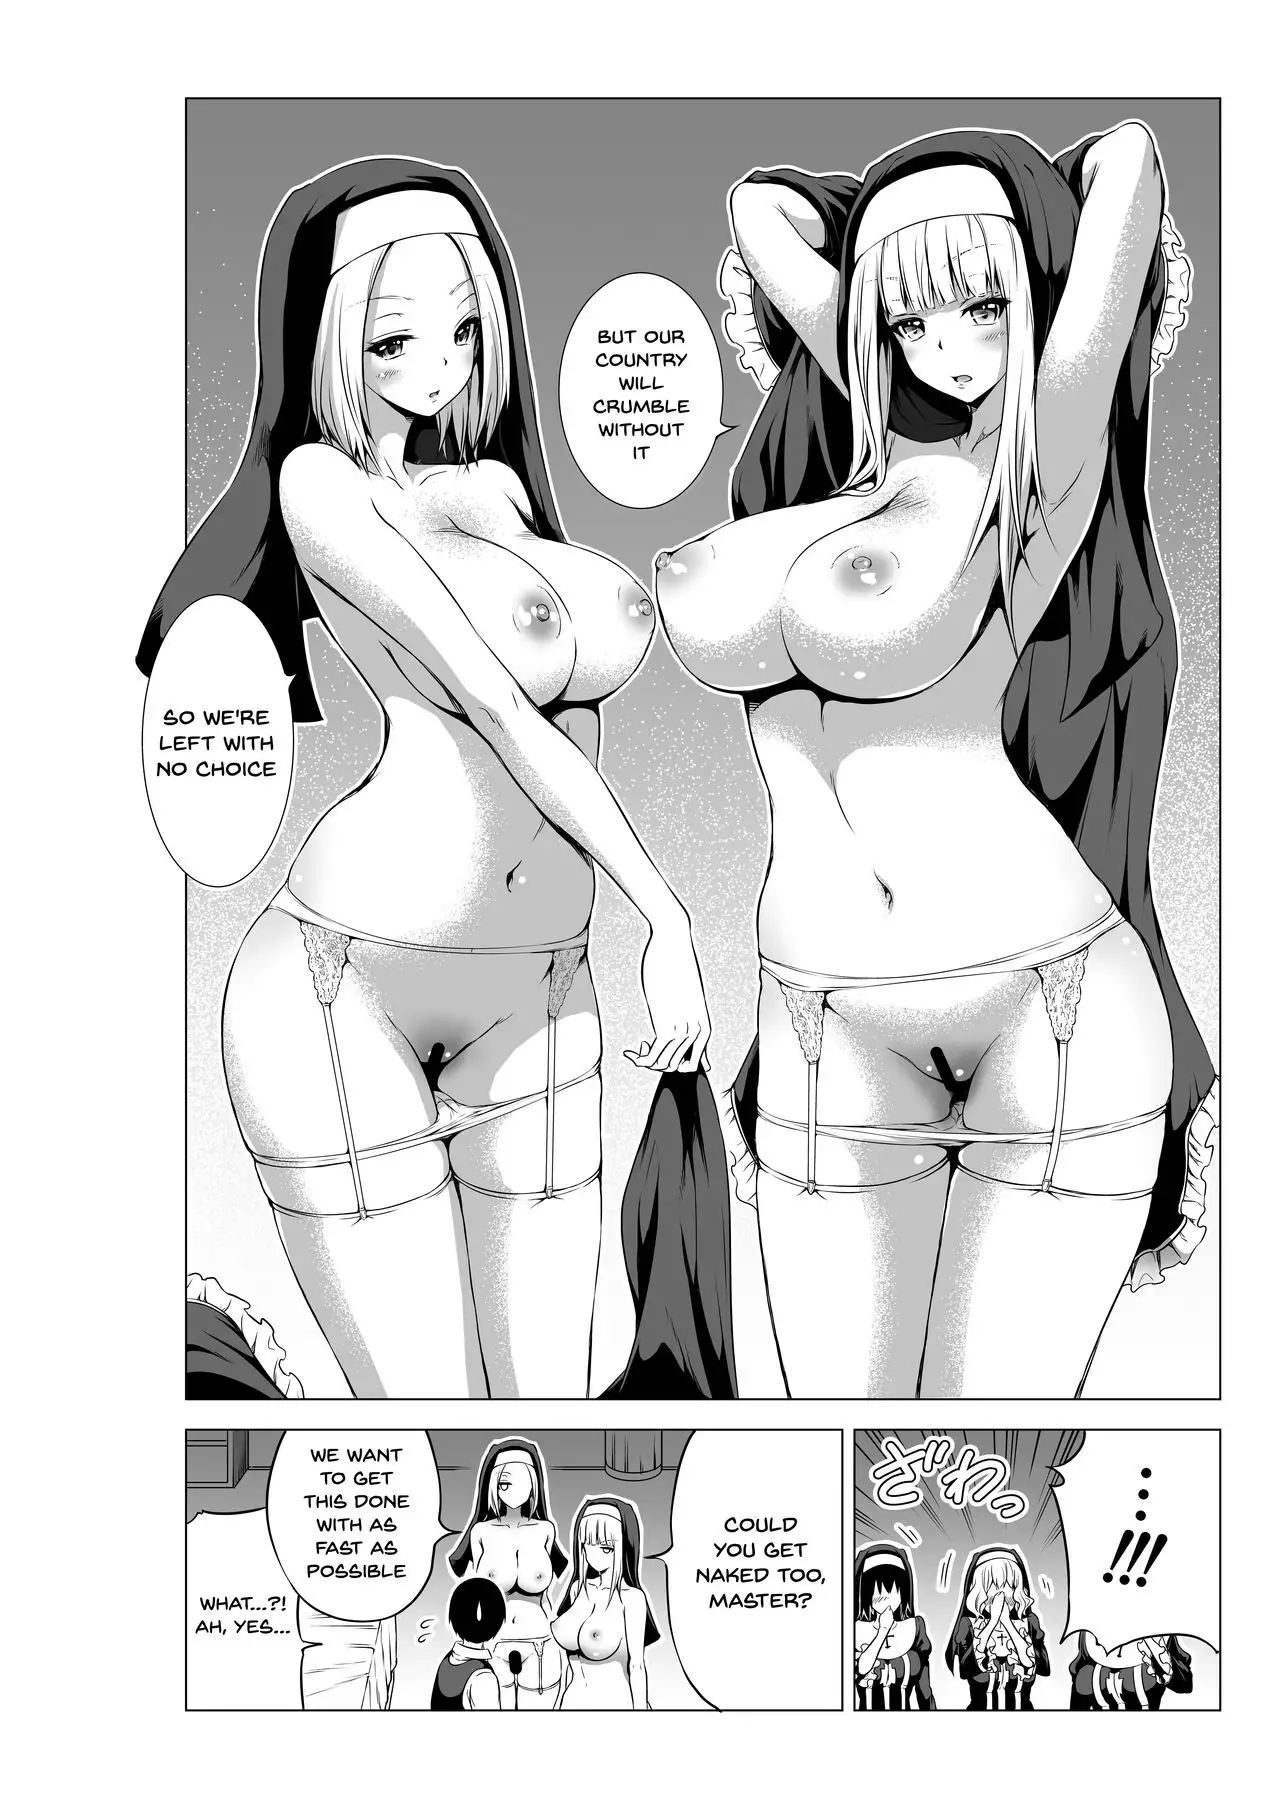 BUT OUR
COUNTRY
WILL
CRUMBLE
WITHOUT
IT
SO WE'RE
LEFT WITH
NO CHOICE
...!!!
ざわっ
COULD
YOU GET
NAKED TOO,
MASTER?
WE WANT
TO GET
THIS DONE
WITH AS
FAST AS
POSSIBLE
WHAT...?!
AH, YES...